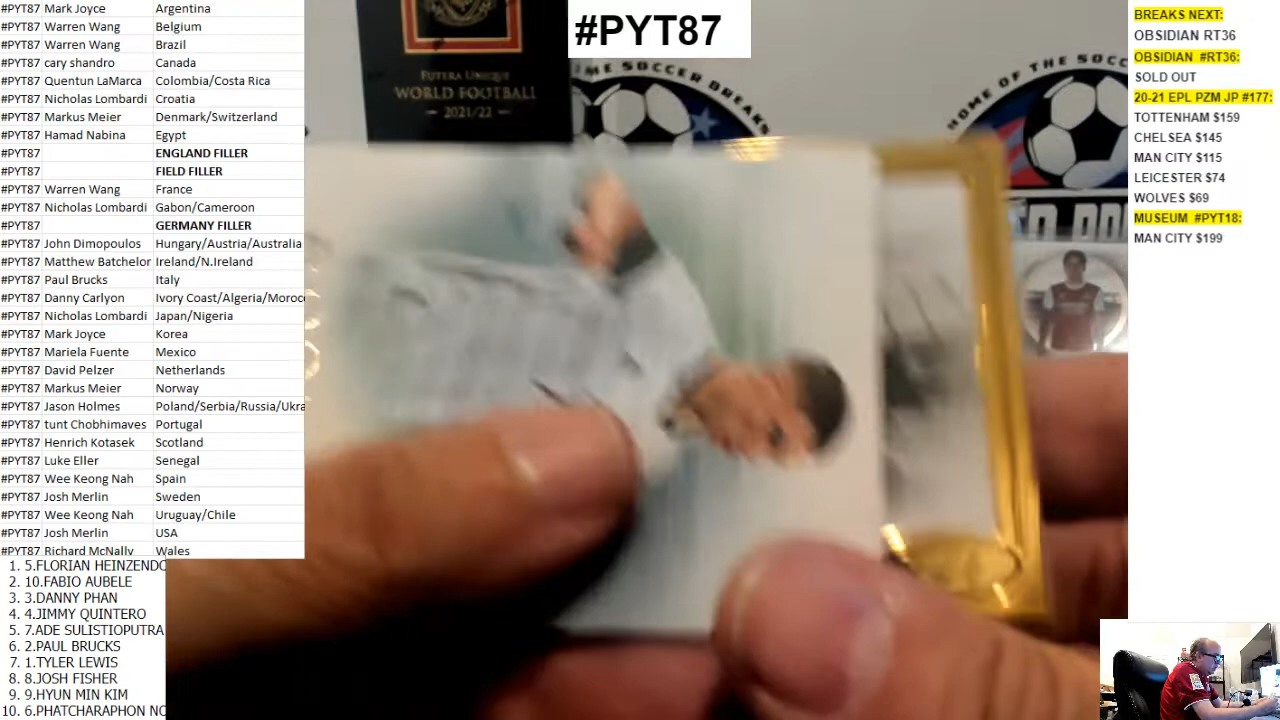 #PYT87 Mark Joyce Argentina
#PYT87 Warren Wang Belgium
#PYT87 Warren Wang Brazil
#PYT87 cary shandro Canada
#PYT87 Quentun LaMarca Colombia/Costa Rica
#PYT87 Nicholas Lombardi Croatia
#PYT87 Markus Meier Denmark/Switzerland
#PYT87 Hamad Nabina Egypt
#PYT87 ENGLAND FILLER
#PYT87 FIELD FILLER
#PYT87 Warren Wang France
#PYT87 Nicholas Lombardi Gabon/Cameroon
#PYT87 GERMANY FILLER
#PYT87 John Dimopoulos Hungary/Austria/Australia
#PYT87 Matthew Batchelor Ireland/N.Ireland
#PYT87 Paul Brucks Italy
#PYT87 Danny Carlyon Ivory Coast/Algeria/Moroc
#PYT87 Nicholas Lombardi Japan/Nigeria
#PYT87 Mark Joyce Korea
#PYT87 Mariela Fuente Mexico
#PYT87 David Pelzer Netherlands
#PYT87 Markus Meier Norway
#PYT87 Jason Holmes Poland/Serbia/Russia/Ukra
#PYT87 tunt Chobhimaves Portugal
#PYT87 Henrich Kotasek Scotland
#PYT87 Luke Eller Senegal
#PYT87 Wee Keong Nah Spain
#PYT87 Josh Merlin Sweden
#PYT87 Wee Keong Nah Uruguay/Chile
#PYT87 Josh Merlin USA
#PYT87 Richard McNally Wales
1. 5.FLORIAN HEINZENDO
2. 10.FABIO AUBELE
3. 3.DANNY PHAN
4. 4.JIMMY QUINTERO
5. 7.ADE SULISTIOPUTRA
6. 2.PAUL BRUCKS
7. 1.TYLER LEWIS
8. 8.JOSH FISHER
9. 9.HYUN MIN KIM
10. 6.PHATCHARAPHON NO
#PYT87
FUTERA UNIQUE
WORLD FOOTBALL
2021/22
IME SOCCER BREAKS
HOME OF THE SOCC
BREAKS NEXT:
OBSIDIAN RT36
OBSIDIAN #RT36:
SOLD OUT
20-21 EPL PZM JP #177:
TOTTENHAM $159
CHELSEA $145
MAN CITY $115
LEICESTER $74
WOLVES $69
MUSEUM #PYT18:
MAN CITY $199